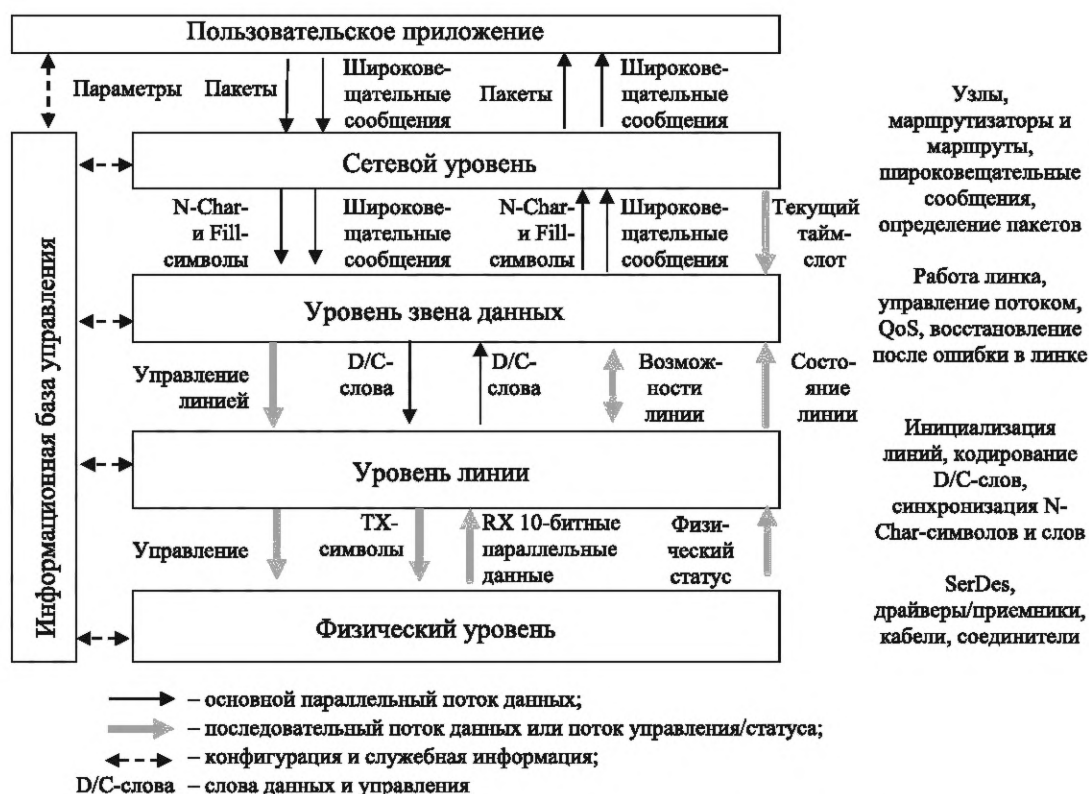 Пользовательское приложение
Параметры
Пакеты
Широкове-
щательные
сообщения
Пакеты
Широкове-
щательные
сообщения
Сетевой уровень
N-Char-
и Fill-
символы
Широкове-
щательные
сообщения
N-Char-
и Fill-
символы
Широкове-
щательные
сообщения
Текущий
тайм-
слот
Уровень звена данных
Управление
линией
D/C-
слова
D/C-
слова
Возмож-
ности
линии
Состо-
яние
линии
Уровень линии
Управление
TX-
символы
RX 10-битные
параллельные
данные
Физи-
ческий
статус
Физический уровень
Информационная база управления
Узлы,
маршрутизаторы и
маршруты,
широковещательные
сообщения,
определение пакетов
Работа линка,
управление потоком,
QoS, восстановление
после ошибки в линке
Инициализация
линий, кодирование
D/C-слов,
синхронизация N-
Char-символов и слов
SerDes,
драйверы/приемники,
кабели, соединители
– основной параллельный поток данных;
– последовательный поток данных или поток управления/статуса;
– конфигурация и служебная информация;
D/C-слова – слова данных и управления